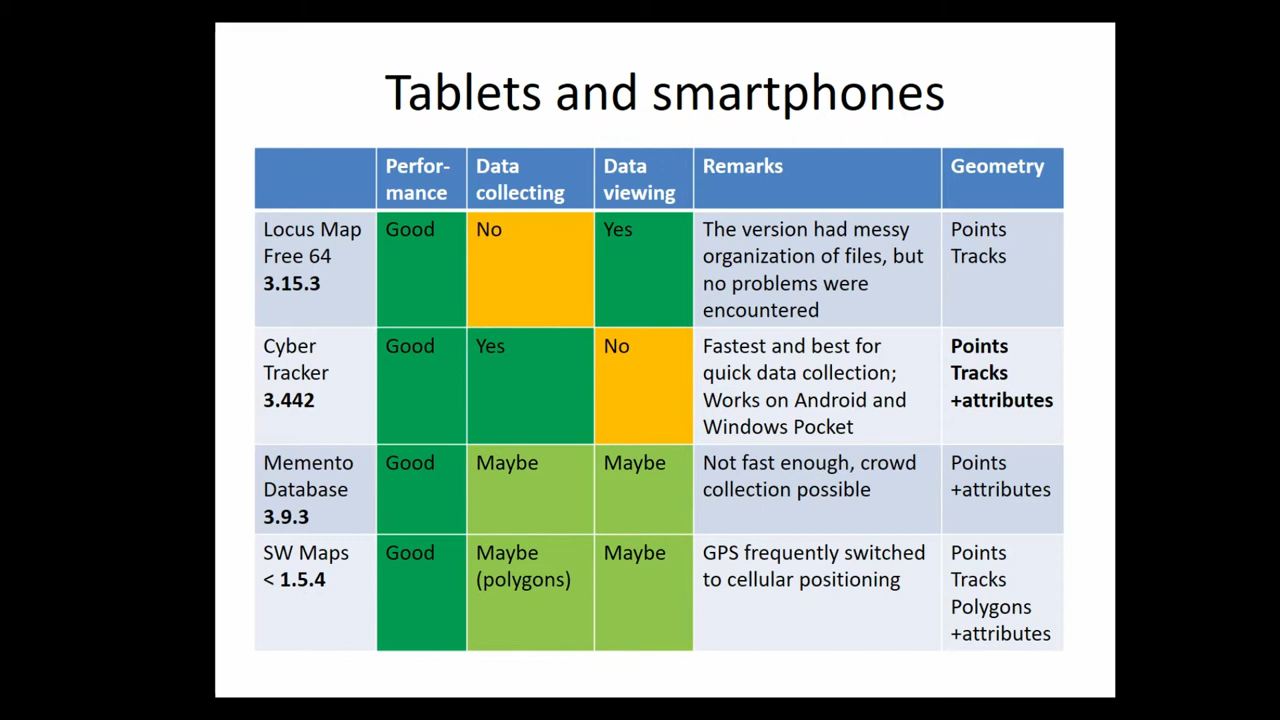 Tablets and smartphones
Perfor-
mance
Data
collecting
Data
viewing
Remarks
Geometry
Locus Map
Free 64
3.15.3
Good
No
Yes
The version had messy
organization of files, but
no problems were
encountered
Points
Tracks
Cyber
Tracker
3.442
Good
Yes
No
Fastest and best for
quick data collection;
Works on Android and
Windows Pocket
Points
Tracks
+attributes
Memento
Database
3.9.3
Good
Maybe
Maybe
Not fast enough, crowd
collection possible
Points
+attributes
SW Maps
< 1.5.4
Good
Maybe
(polygons)
Maybe
GPS frequently switched
to cellular positioning
Points
Tracks
Polygons
+attributes